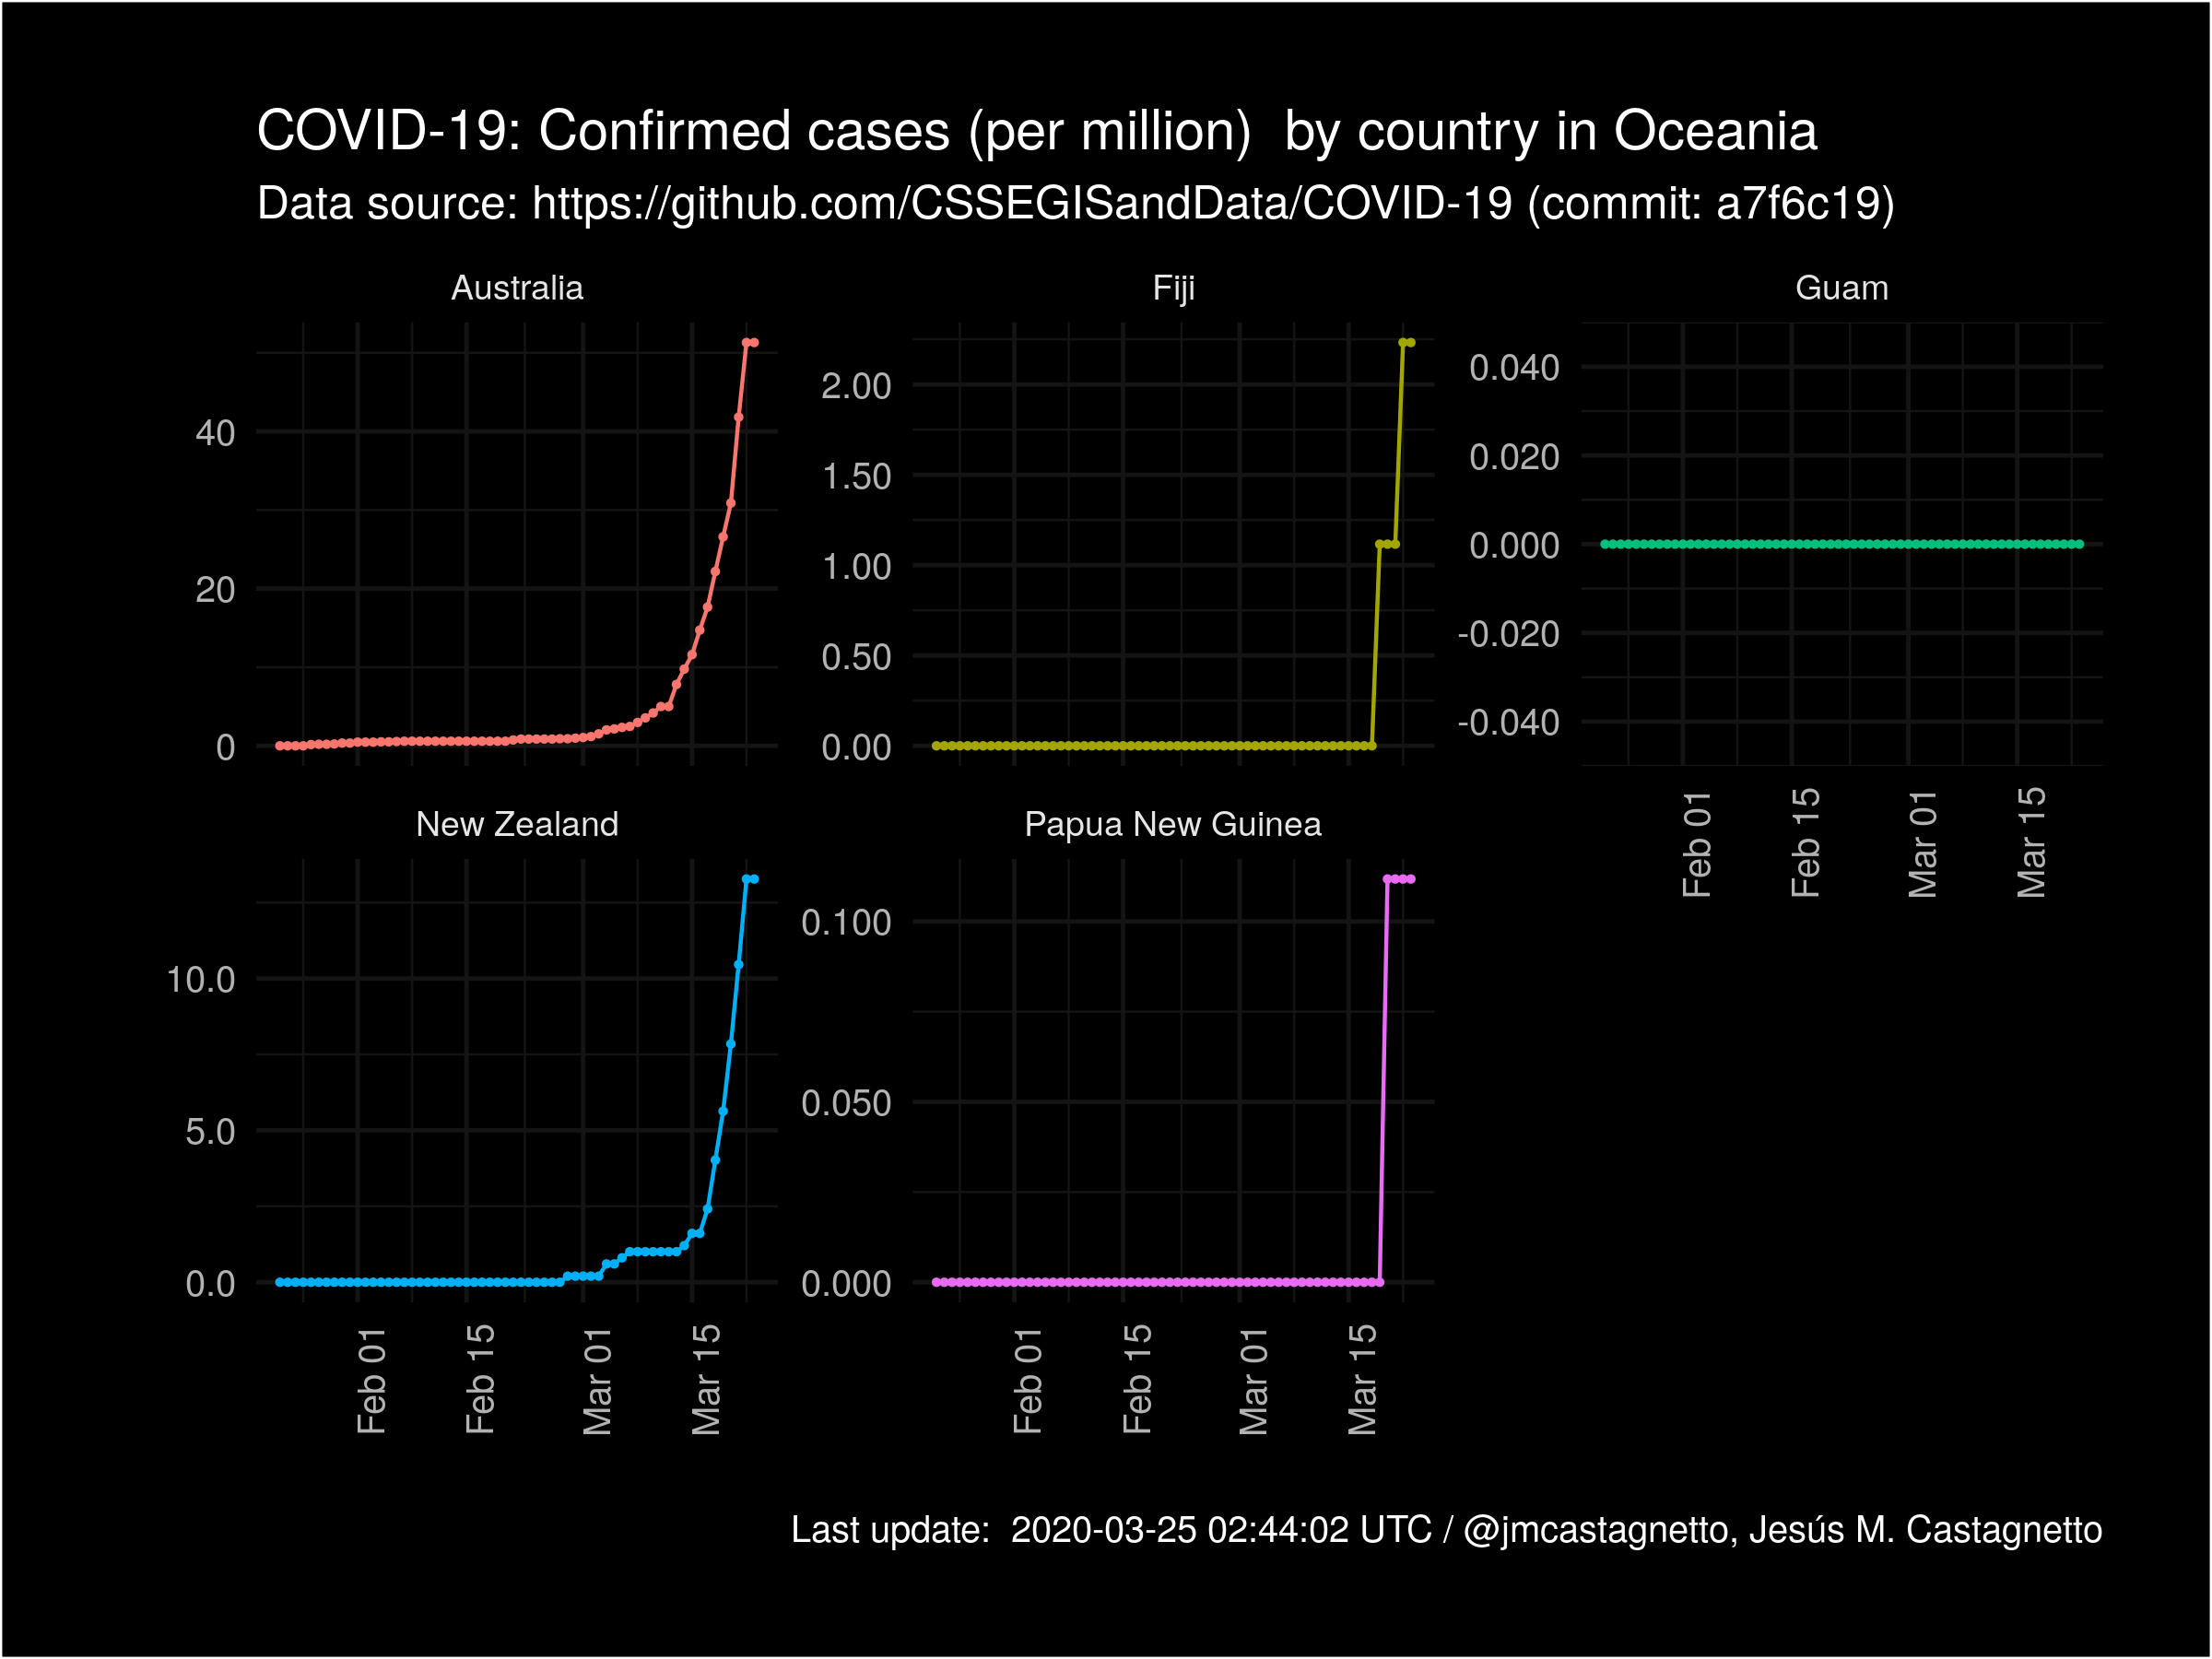 COVID-19: Confirmed cases (per million)  by country in Oceania
Data source: https://github.com/CSSEGISandData/COVID-19 (commit: a7f6c19)
Australia
40
20
0
Fiji
2.00
1.50
1.00
0.50
0.00
Guam
0.040
0.020
0.000
-0.020
-0.040
Feb 01
Feb 15
Mar 01
Mar 15
New Zealand
10.0
5.0
0.0
Feb 01
Feb 15
Mar 01
Mar 15
Papua New Guinea
0.100
0.050
0.000
Feb 01
Feb 15
Mar 01
Mar 15
Last update:  2020-03-25 02:44:02 UTC / @jmcastagnetto, Jesús M. Castagnetto